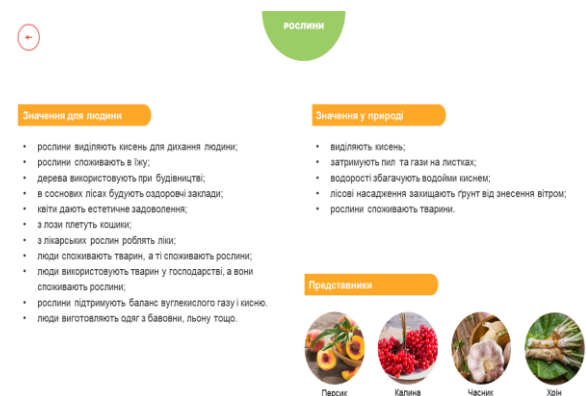 РОСЛИНИ
Значення для людини
• рослини виділяють кисень для дихання людини;
• рослини споживають в їжу;
• дерева використовують при будівництві;
• в соснових лісах будують оздоровчі заклади;
• квіти дають естетичне задоволення;
• з лози плетуть кошики;
• з лікарських рослин роблять ліки;
• люди споживають тварин, а ті споживають рослини;
• люди використовують тварин у господарстві, а вони
споживають рослини;
• рослини підтримують баланс вуглекислого газу і кисню.
• люди виготовляють одяг з бавовни, льону тощо.
Значення у природі
• виділяють кисень;
• затримують пил та гази на листках;
• водорості збагачують водойми киснем;
• лісові насадження захищають ґрунт від знесення вітром;
• рослини споживають тварини.
Представники
Персик Калина Часник Хрін